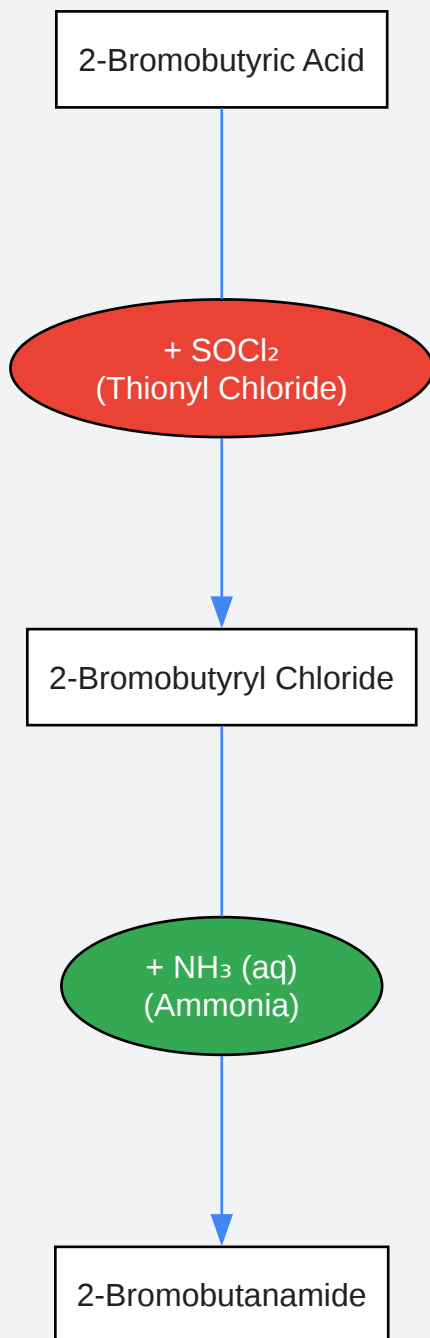 2-Bromobutyric Acid
+ SOCl₂
(Thionyl Chloride)
2-Bromobutyryl Chloride
+ NH₃ (aq)
(Ammonia)
2-Bromobutanamide